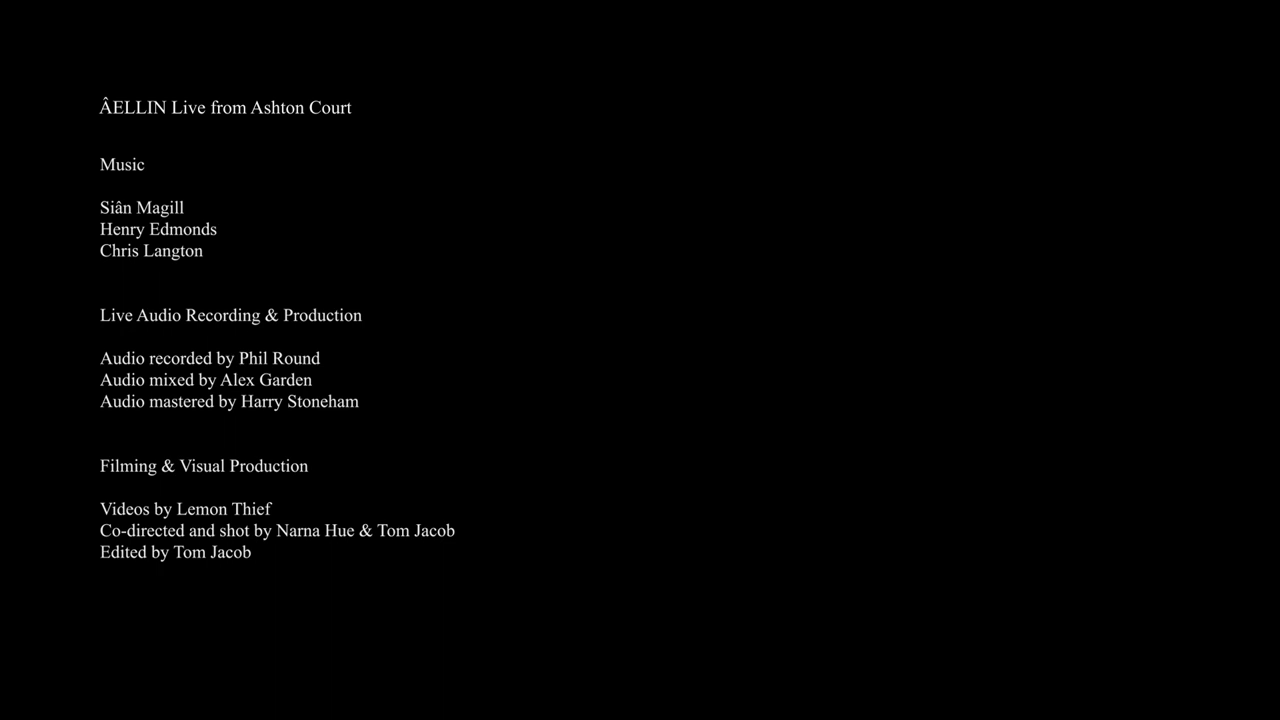 ÂELLIN Live from Ashton Court
Music
Siân Magill
Henry Edmonds
Chris Langton
Live Audio Recording & Production
Audio recorded by Phil Round
Audio mixed by Alex Garden
Audio mastered by Harry Stoneham
Filming & Visual Production
Videos by Lemon Thief
Co-directed and shot by Narna Hue & Tom Jacob
Edited by Tom Jacob